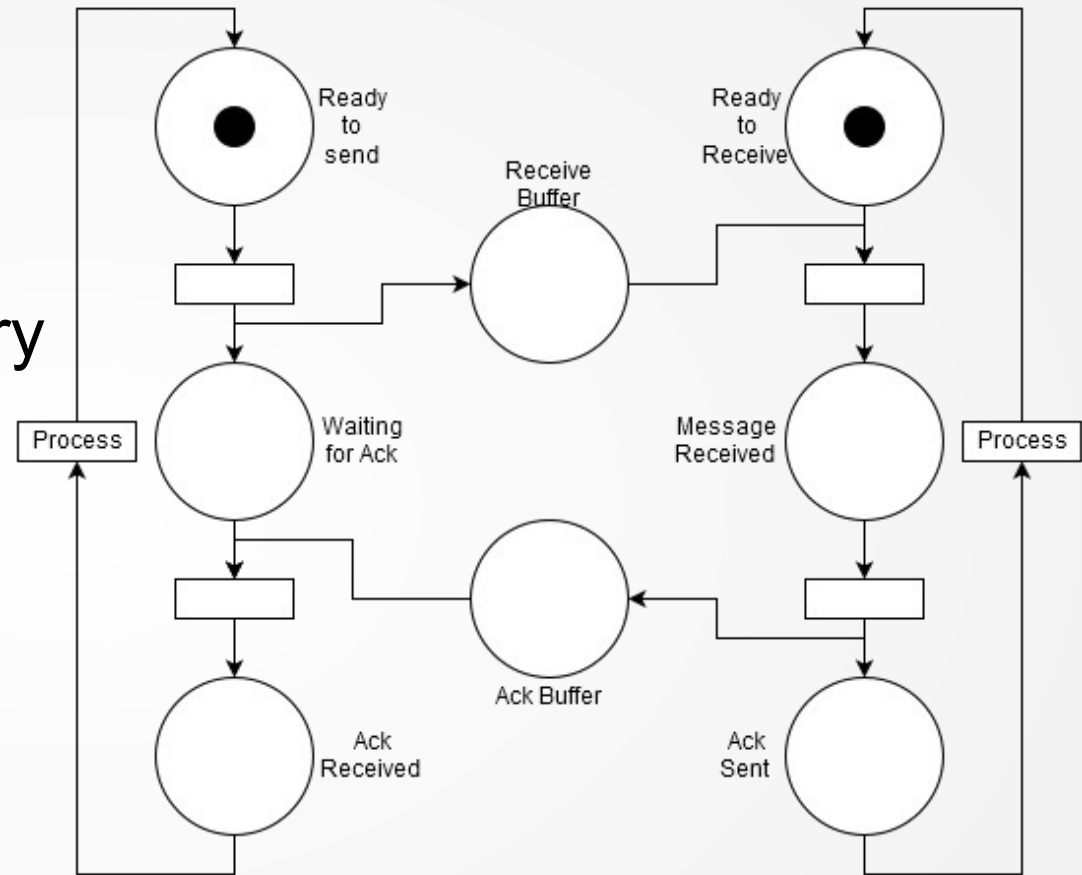 Ready
to
send
Ready
to
Receive
Receive
Buffer
ry
Process
Waiting
for Ack
Message
Received
Process
Ack Buffer
Ack
Received
Ack
Sent